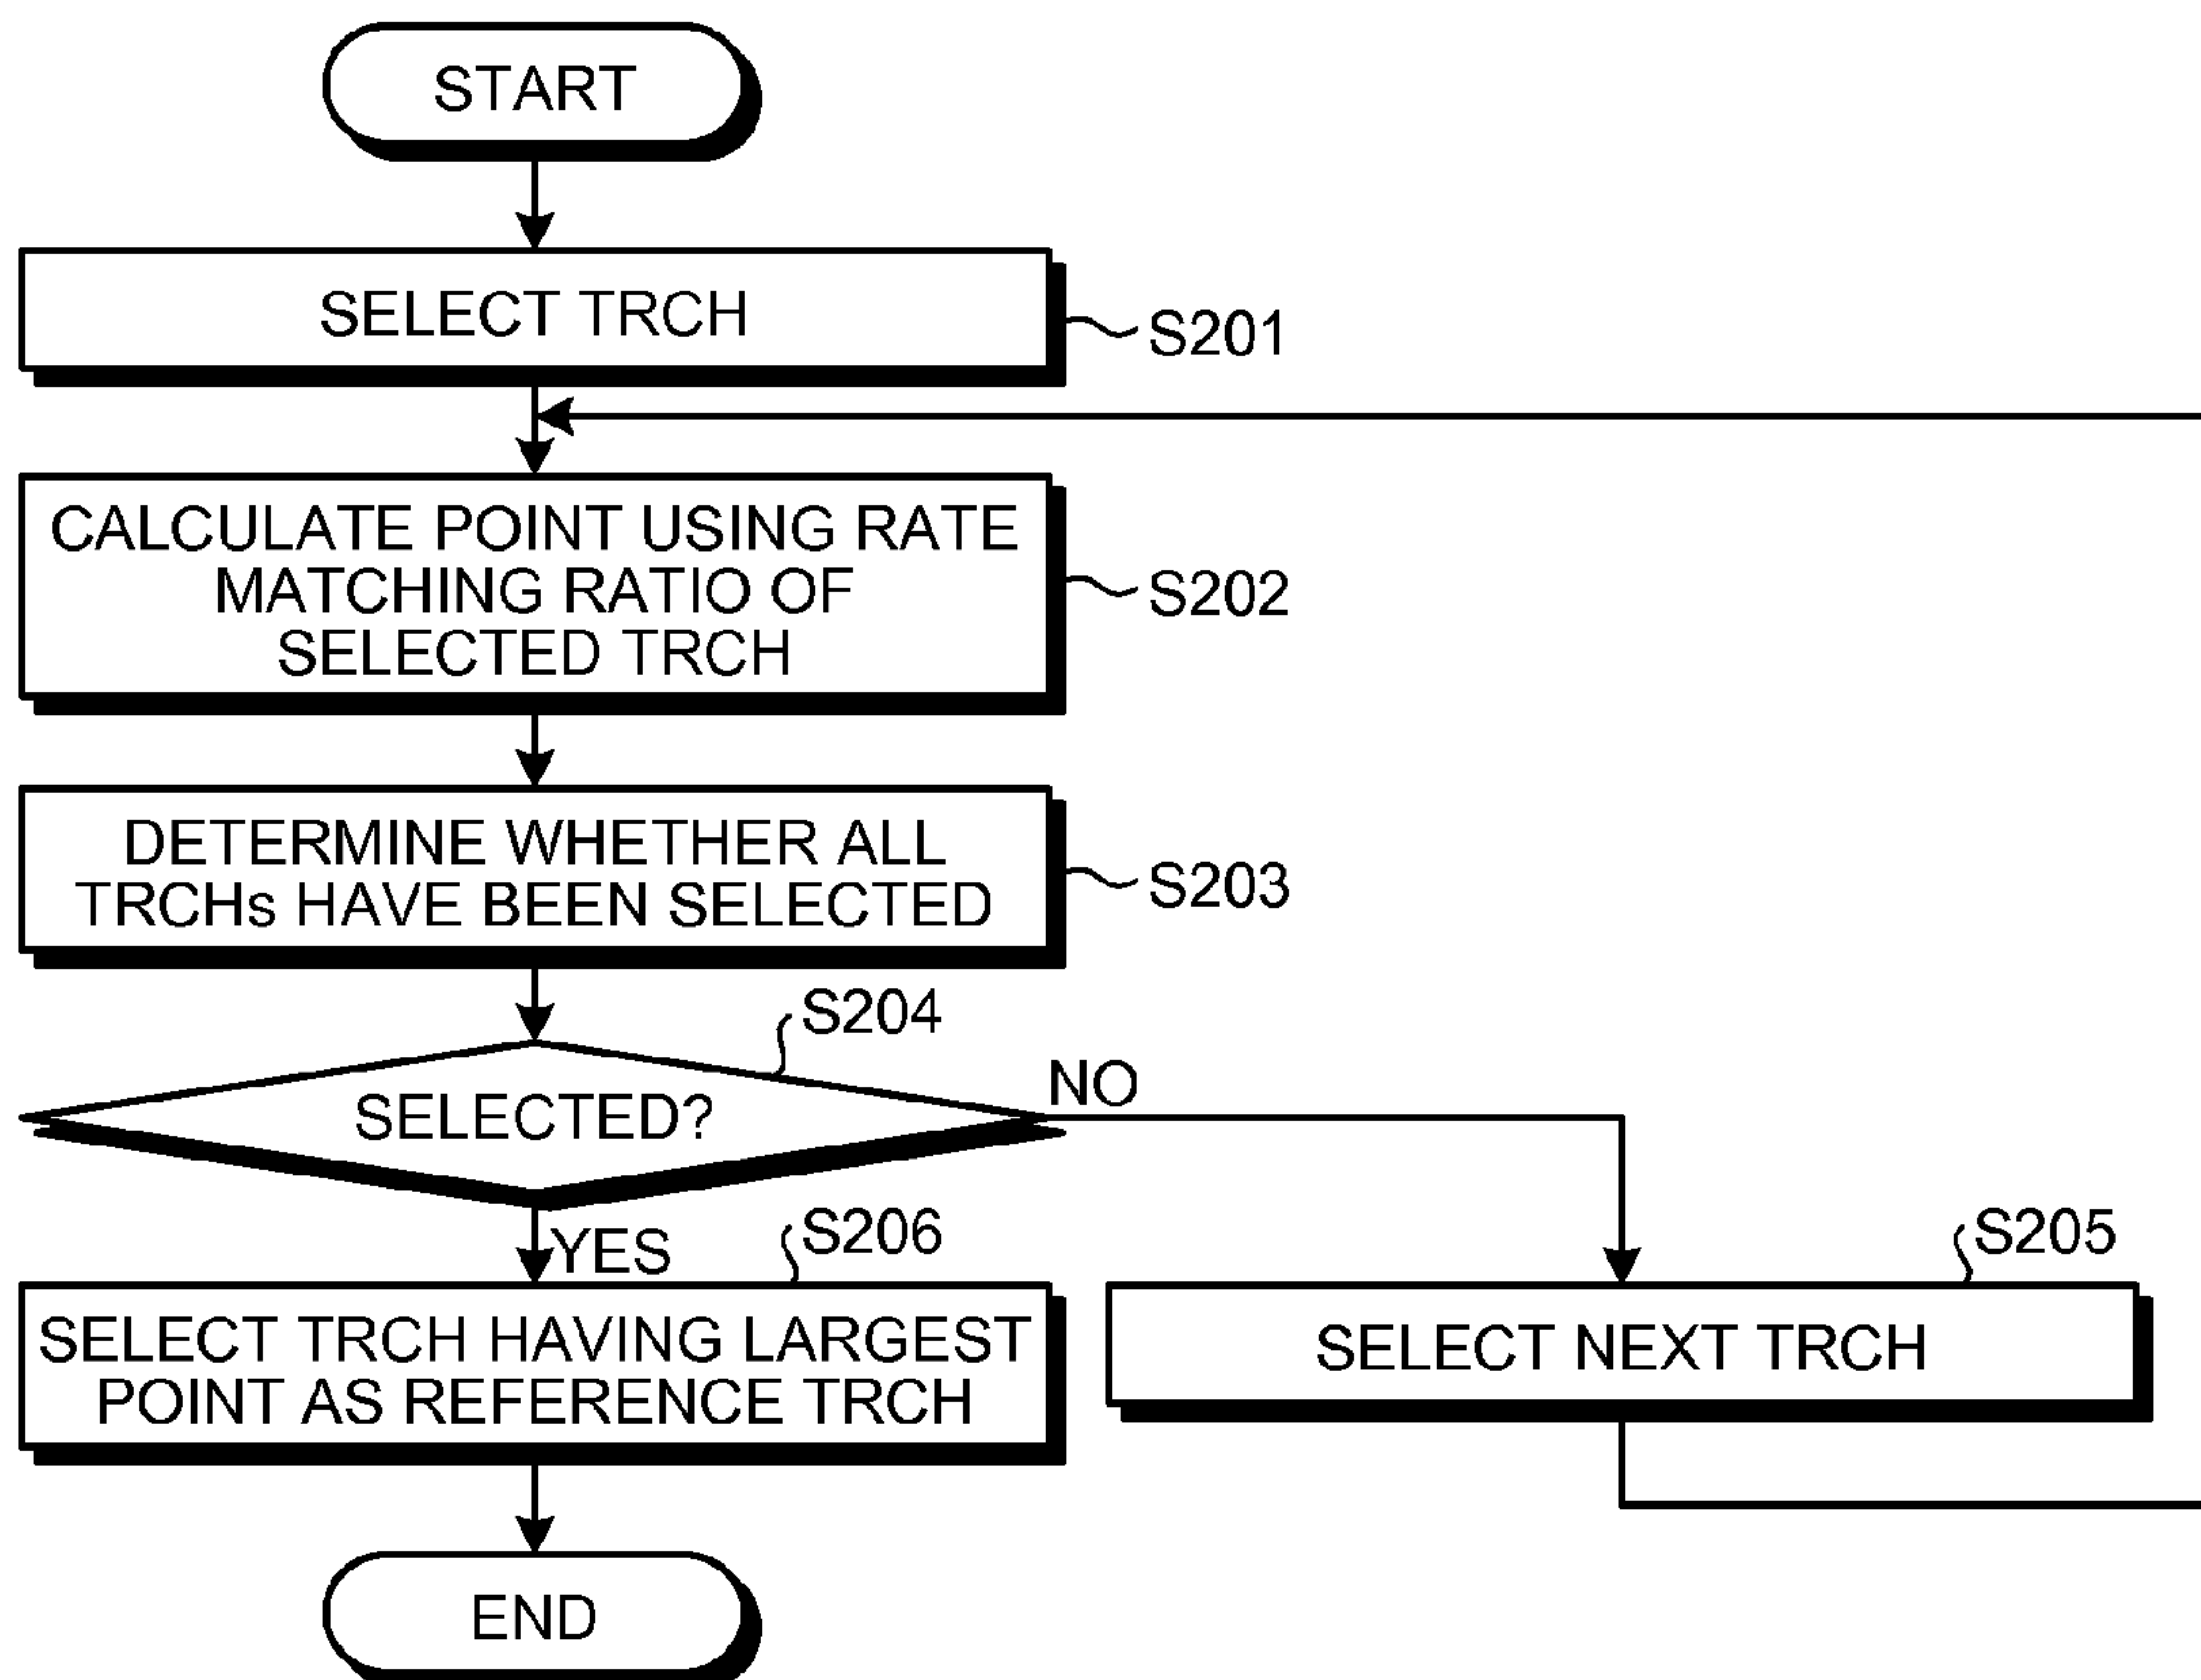 START
SELECT TRCH
S201
CALCULATE POINT USING RATE
MATCHING RATIO OF
SELECTED TRCH
S202
DETERMINE WHETHER ALL
TRCHs HAVE BEEN SELECTED
S203
S204
SELECTED?
NO
YES
S206
SELECT TRCH HAVING LARGEST
POINT AS REFERENCE TRCH
S205
SELECT NEXT TRCH
END